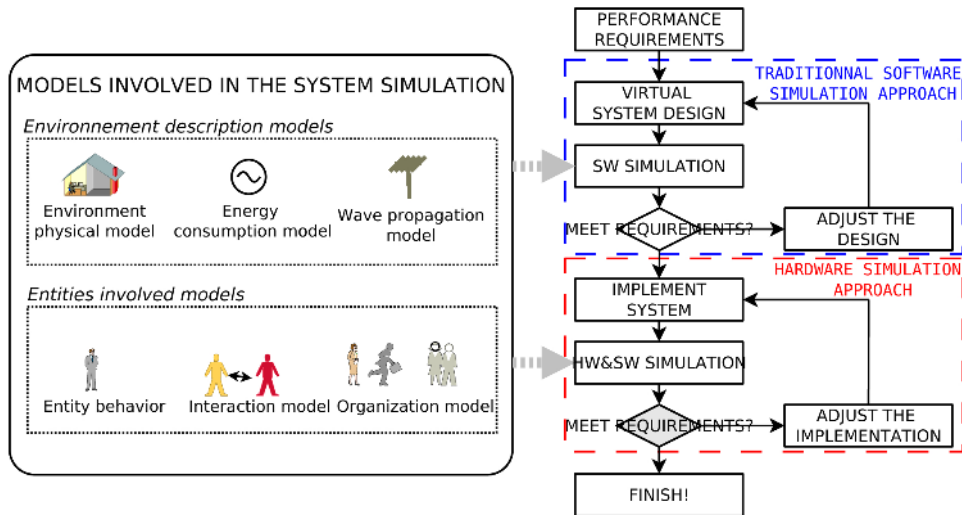 MODELS INVOLVED IN THE SYSTEM SIMULATION
Environnement description models
Environment
physical model
Energy
consumption model
Wave propagation
model
Entities involved models
Entity behavior
Interaction model
Organization model
PERFORMANCE
REQUIREMENTS
TRADITIONNAL SOFTWARE
SIMULATION APPROACH
VIRTUAL
SYSTEM DESIGN
SW SIMULATION
MEET REQUIREMENTS?
ADJUST THE
DESIGN
HARDWARE SIMULATION
APPROACH
IMPLEMENT
SYSTEM
HW&SW SIMULATION
MEET REQUIREMENTS?
ADJUST THE
IMPLEMENTATION
FINISH!